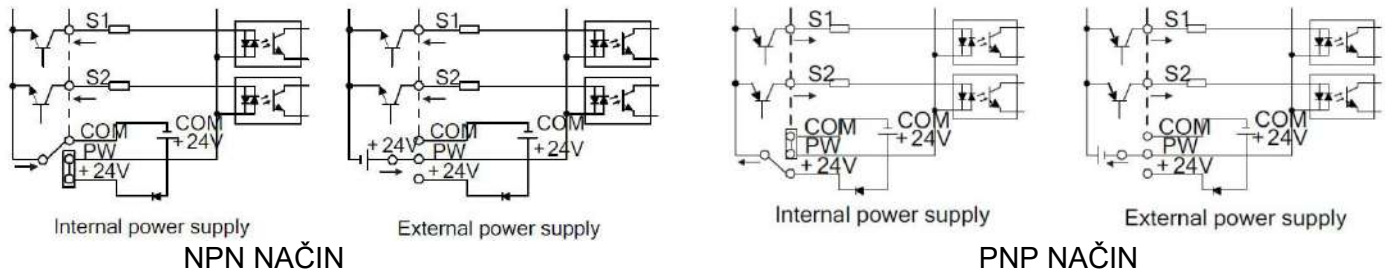 S1
S2
COM
PW
+24V
COM
+24V
Internal power supply
S1
S2
+24V
COM
PW
+24V
COM
+24V
External power supply
NPN NAČIN
S1
S2
COM
PW
+24V
COM
+24V
Internal power supply
S1
S2
COM
PW
+24V
COM
+24V
External power supply
PNP NAČIN